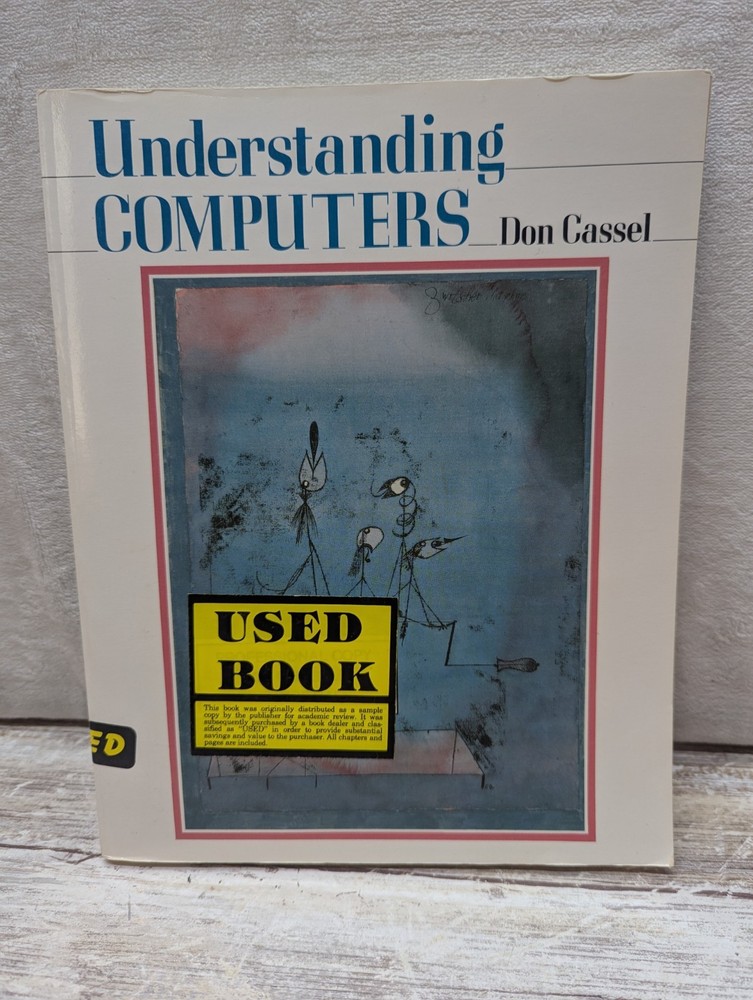 Understanding
COMPUTERS Don Cassel
USED
BOOK
This book was originally distributed as a sample
copy by the publisher for academic review. It was
subsequently purchased by a book dealer and clas-
sified as "USED" in order to provide substantial
savings and value to the purchaser. All chapters and
pages are included.
ED